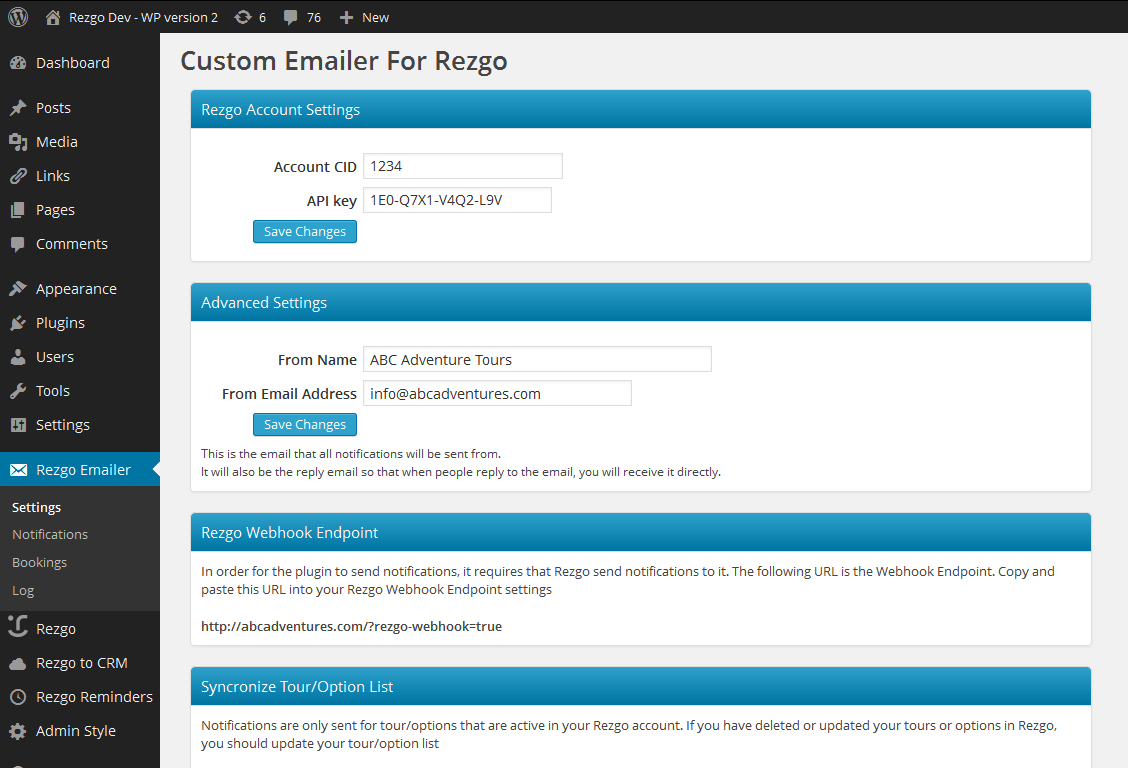 Rezgo Dev - WP version 2 6 76 New
Dashboard
Posts
Media
Links
Pages
Comments
Appearance
Plugins
Users
Tools
Settings
Rezgo Emailer
Settings
Notifications
Bookings
Log
Rezgo
Rezgo to CRM
Rezgo Reminders
Admin Style
Custom Emailer For Rezgo
Rezgo Account Settings
Account CID 1234
API key 1E0-Q7X1-V4Q2-L9V
Save Changes
Advanced Settings
From Name ABC Adventure Tours
From Email Address info@abcadventures.com
Save Changes
This is the email that all notifications will be sent from.
It will also be the reply email so that when people reply to the email, you will receive it directly.
Rezgo Webhook Endpoint
In order for the plugin to send notifications, it requires that Rezgo send notifications to it. The following URL is the Webhook Endpoint. Copy and
paste this URL into your Rezgo Webhook Endpoint settings
http://abcadventures.com/?rezgo-webhook=true
Syncronize Tour/Option List
Notifications are only sent for tour/options that are active in your Rezgo account. If you have deleted or updated your tours or options in Rezgo,
you should update your tour/option list